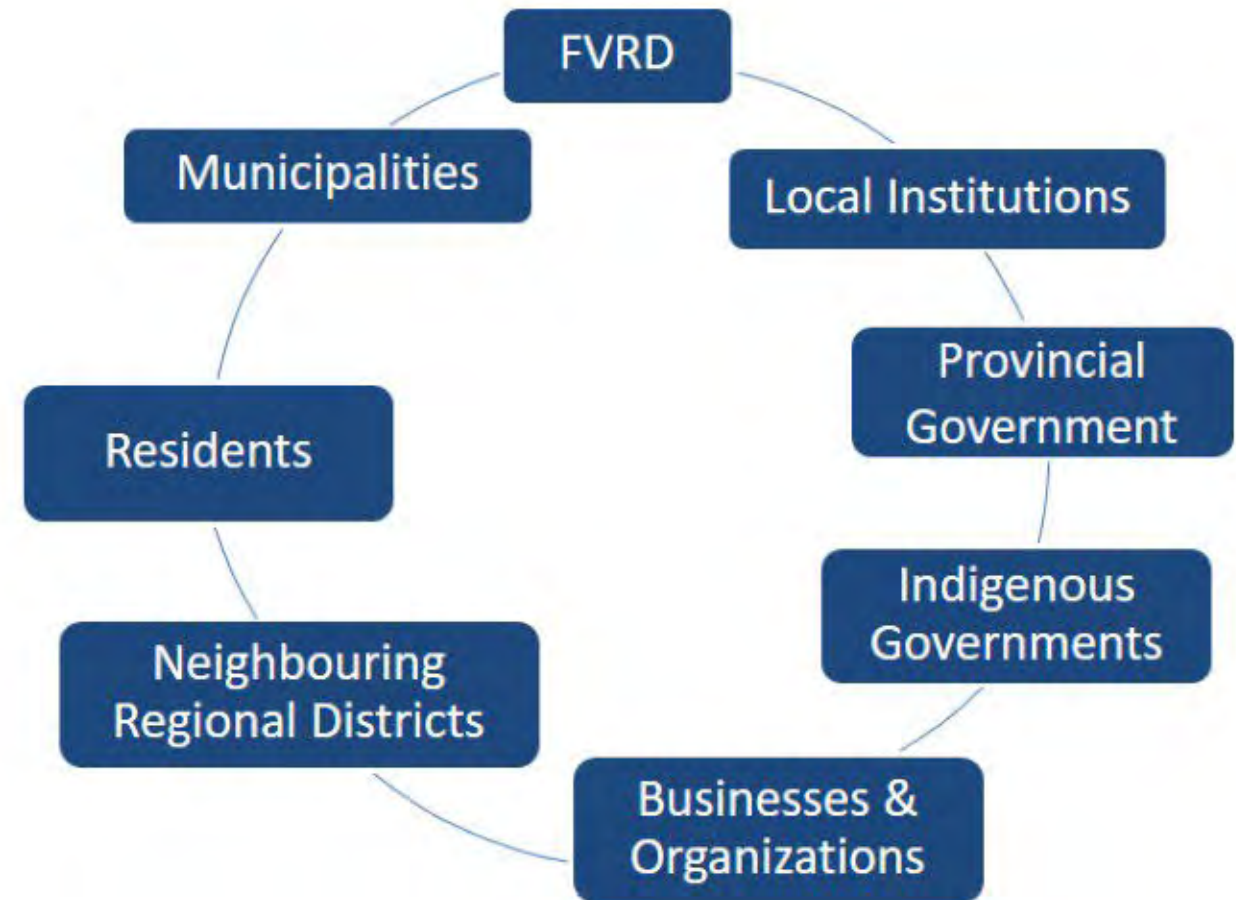 FVRD
Municipalities
Local Institutions
Provincial
Government
Residents
Indigenous
Governments
Neighbouring
Regional Districts
Businesses &
Organizations